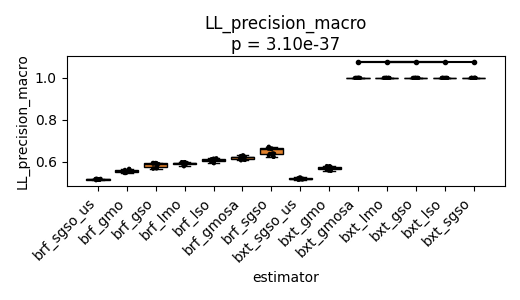 LL_precision_macro
p = 3.10e-37
LL_precision_macro
1.0
0.8
0.6
brf_sgso_us
brf_gmo
brf_gso
brf_lmo
brf_lso
brf_gmosa
brf_sgso
bxt_sgso_us
bxt_gmo
bxt_gmosa
bxt_lmo
bxt_gso
bxt_lso
bxt_sgso
estimator